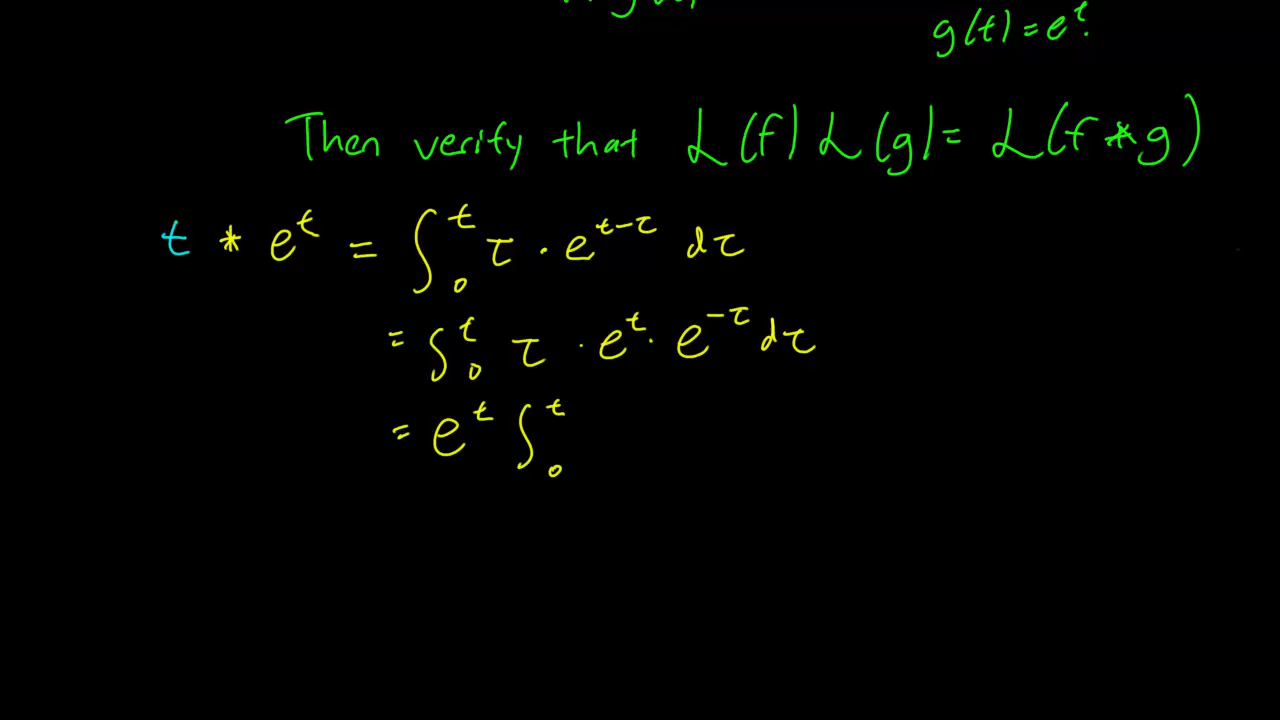 g(t) = e^t.
Then verify that ℒ(f) ℒ(g) = ℒ(f * g)
t * e^t = ∫_0^t τ · e^{t-τ} dτ
= ∫_0^t τ · e^t · e^{-τ} dτ
= e^t ∫_0^t